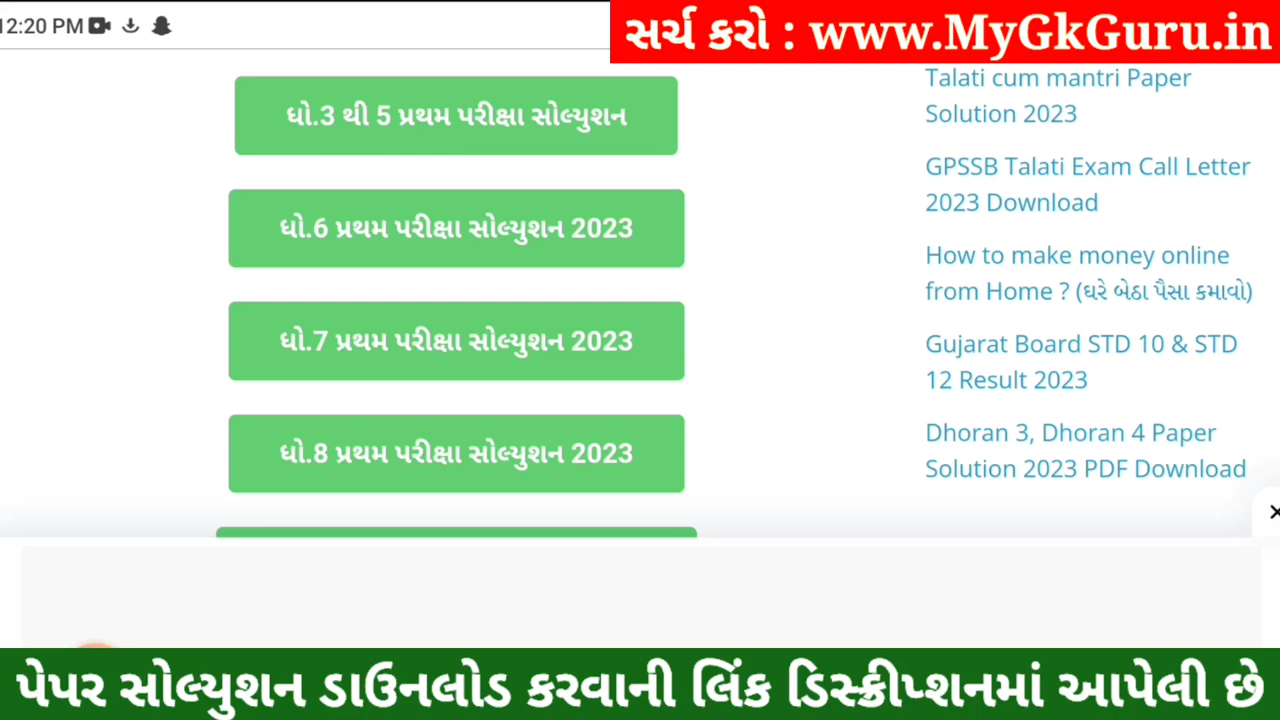 12:20 PM
સર્ચ કરો : www.MyGkGuru.in
ધો.3 થી 5 પ્રથમ પરીક્ષા સોલ્યુશન
ધો.6 પ્રથમ પરીક્ષા સોલ્યુશન 2023
ધો.7 પ્રથમ પરીક્ષા સોલ્યુશન 2023
ધો.8 પ્રથમ પરીક્ષા સોલ્યુશન 2023
Talati cum mantri Paper
Solution 2023
GPSSB Talati Exam Call Letter
2023 Download
How to make money online
from Home ? (ઘરે બેઠા પૈસા કમાવો)
Gujarat Board STD 10 & STD
12 Result 2023
Dhoran 3, Dhoran 4 Paper
Solution 2023 PDF Download
પેપર સોલ્યુશન ડાઉનલોડ કરવાની લિંક ડિસ્ક્રીપ્શનમાં આપેલી છે